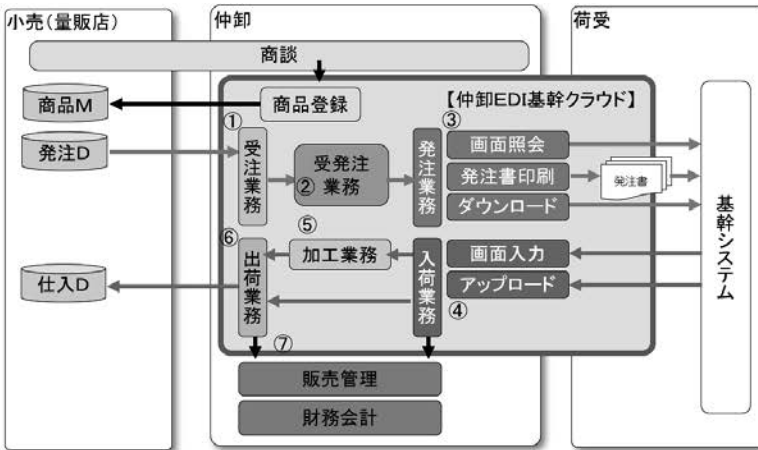 小売(量販店)
仲卸
荷受
商談
商品M
商品登録
【仲卸EDI基幹クラウド】
①
③
発注D
受注業務
②
受発注
業務
発注業務
画面照会
発注書印刷
発注書
ダウンロード
基幹システム
⑤
⑥
仕入D
出荷業務
加工業務
入荷業務
画面入力
アップロード
④
⑦
販売管理
財務会計